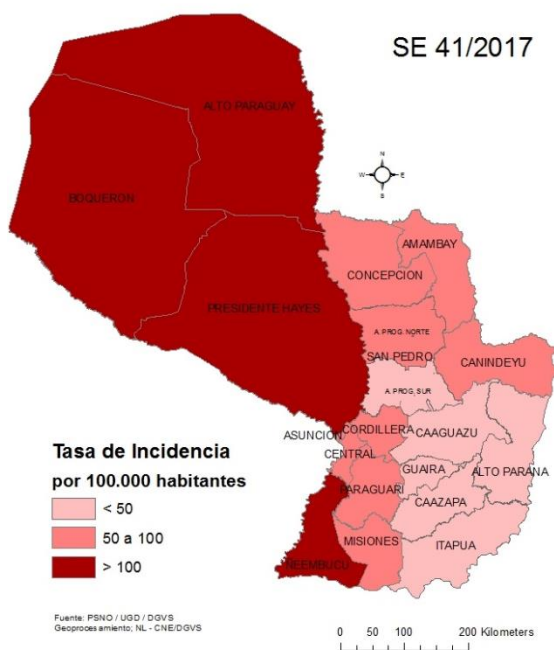 SE 41/2017
ALTO PARAGUAY
BOQUERON
N
W E
S
AMAMBAY
CONCEPCION
PRESIDENTE HAYES
A. PROG. NORTE
SAN PEDRO
CANINDEYU
A. PROG. SUR
CORDILLERA
ASUNCION
CAAGUAZU
CENTRAL
GUAIRA
ALTO PARANA
PARAGUARI
CAAZAPA
MISIONES
ITAPUA
ÑEEMBUCU
Tasa de Incidencia
por 100.000 habitantes
< 50
50 a 100
> 100
Fuente: PSNO / UGD / DGVS
Geoprocesamiento; NL - CNE/DGVS
0 50 100 200 Kilometers